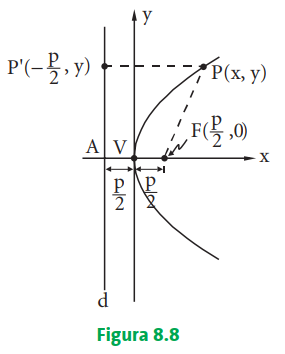 y
P'(-p/2, y)
P(x, y)
F(p/2,0)
A V
x
p/2 p/2
d
Figura 8.8